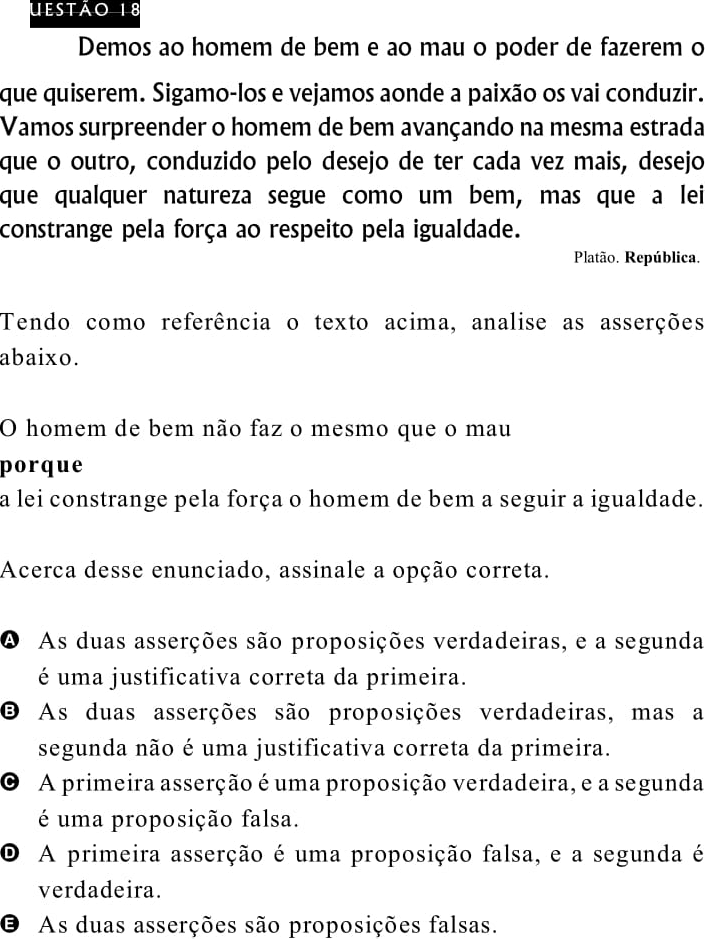 UESTÃO 18
Demos ao homem de bem e ao mau o poder de fazerem o
que quiserem. Sigamo-los e vejamos aonde a paixão os vai conduzir.
Vamos surpreender o homem de bem avançando na mesma estrada
que o outro, conduzido pelo desejo de ter cada vez mais, desejo
que qualquer natureza segue como um bem, mas que a lei
constrange pela força ao respeito pela igualdade.
Platão. República.
Tendo como referência o texto acima, analise as asserções
abaixo.
O homem de bem não faz o mesmo que o mau
porque
a lei constrange pela força o homem de bem a seguir a igualdade.
Acerca desse enunciado, assinale a opção correta.
A As duas asserções são proposições verdadeiras, e a segunda
é uma justificativa correta da primeira.
B As duas asserções são proposições verdadeiras, mas a
segunda não é uma justificativa correta da primeira.
C A primeira asserção é uma proposição verdadeira, e a segunda
é uma proposição falsa.
D A primeira asserção é uma proposição falsa, e a segunda é
verdadeira.
E As duas asserções são proposições falsas.